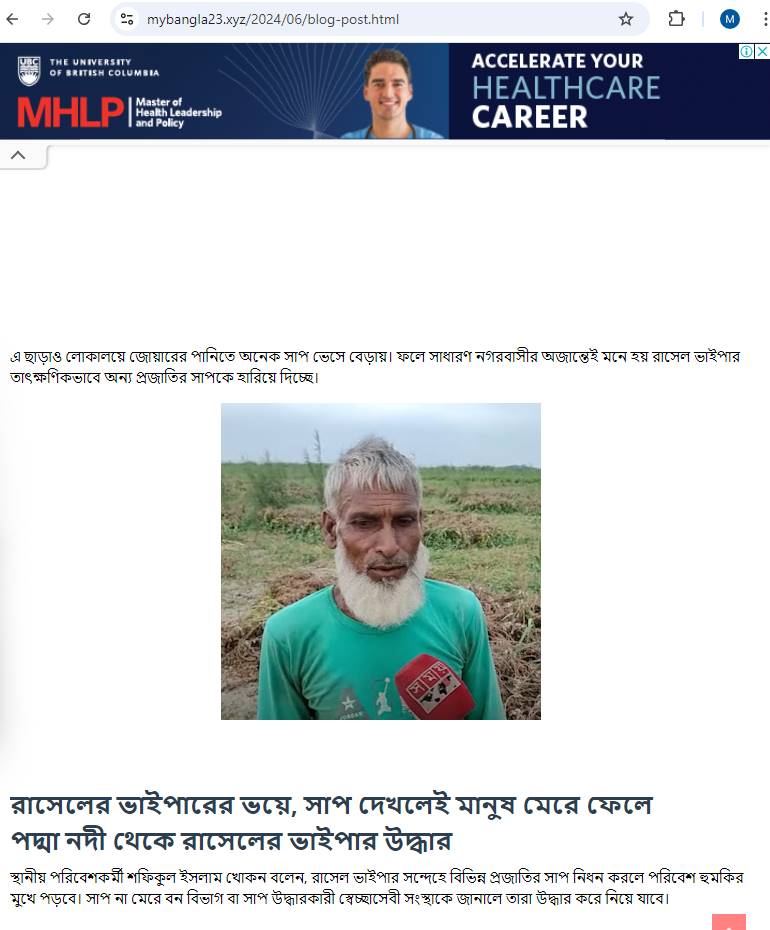 mybangla23.xyz/2024/06/blog-post.html
M
UBC
THE UNIVERSITY
OF BRITISH COLUMBIA
MHLP
Master of
Health Leadership
and Policy
ACCELERATE YOUR
HEALTHCARE
CAREER
এ ছাড়াও লোকালয়ে জোয়ারের পানিতে অনেক সাপ ভেসে বেড়ায়। ফলে সাধারণ নগরবাসীর অজান্তেই মনে হয় রাসেল ভাইপার
তাৎক্ষণিকভাবে অন্য প্রজাতির সাপকে হারিয়ে দিচ্ছে।
সময়
JORDAN
রাসেলের ভাইপারের ভয়ে, সাপ দেখলেই মানুষ মেরে ফেলে
পদ্মা নদী থেকে রাসেলের ভাইপার উদ্ধার
স্থানীয় পরিবেশকর্মী শফিকুল ইসলাম খোকন বলেন, রাসেল ভাইপার সন্দেহে বিভিন্ন প্রজাতির সাপ নিধন করলে পরিবেশ হুমকির
মুখে পড়বে। সাপ না মেরে বন বিভাগ বা সাপ উদ্ধারকারী স্বেচ্ছাসেবী সংস্থাকে জানালে তারা উদ্ধার করে নিয়ে যাবে।